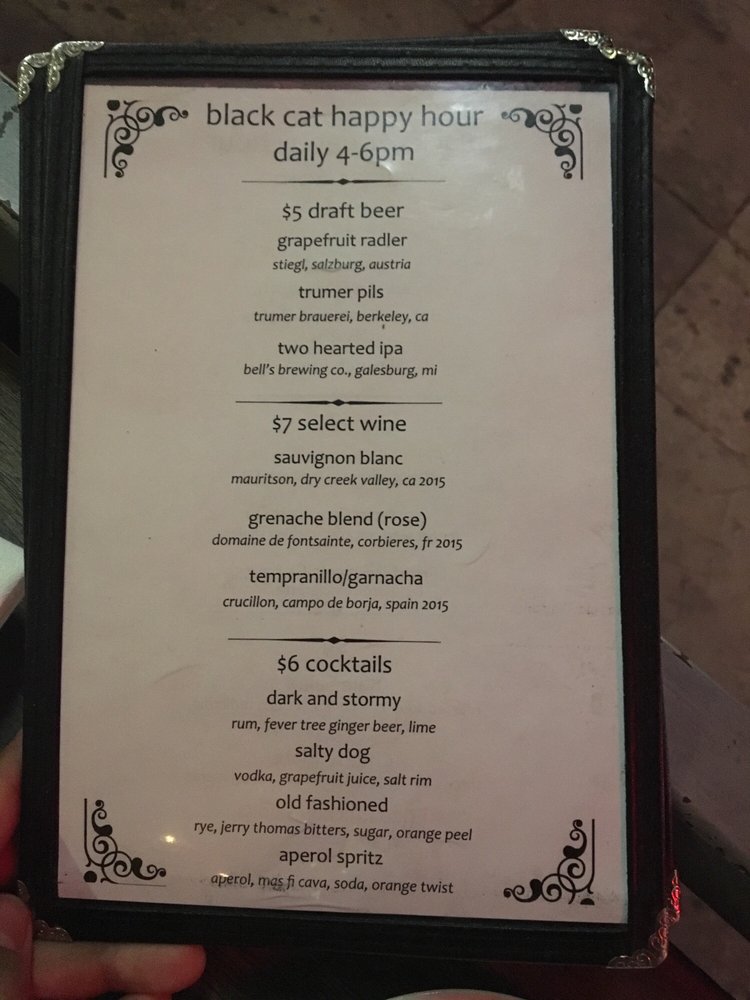 black cat happy hour
daily 4-6pm
$5 draft beer
grapefruit radler
stiegl, salzburg, austria
trumer pils
trumer brauerei, berkeley, ca
two hearted ipa
bell's brewing co., galesburg, mi
$7 select wine
sauvignon blanc
mauritson, dry creek valley, ca 2015
grenache blend (rose)
domaine de fontsainte, corbieres, fr 2015
tempranillo/garnacha
crucillon, campo de borja, spain 2015
$6 cocktails
dark and stormy
rum, fever tree ginger beer, lime
salty dog
vodka, grapefruit juice, salt rim
old fashioned
rye, jerry thomas bitters, sugar, orange peel
aperol spritz
aperol, mas fi cava, soda, orange twist